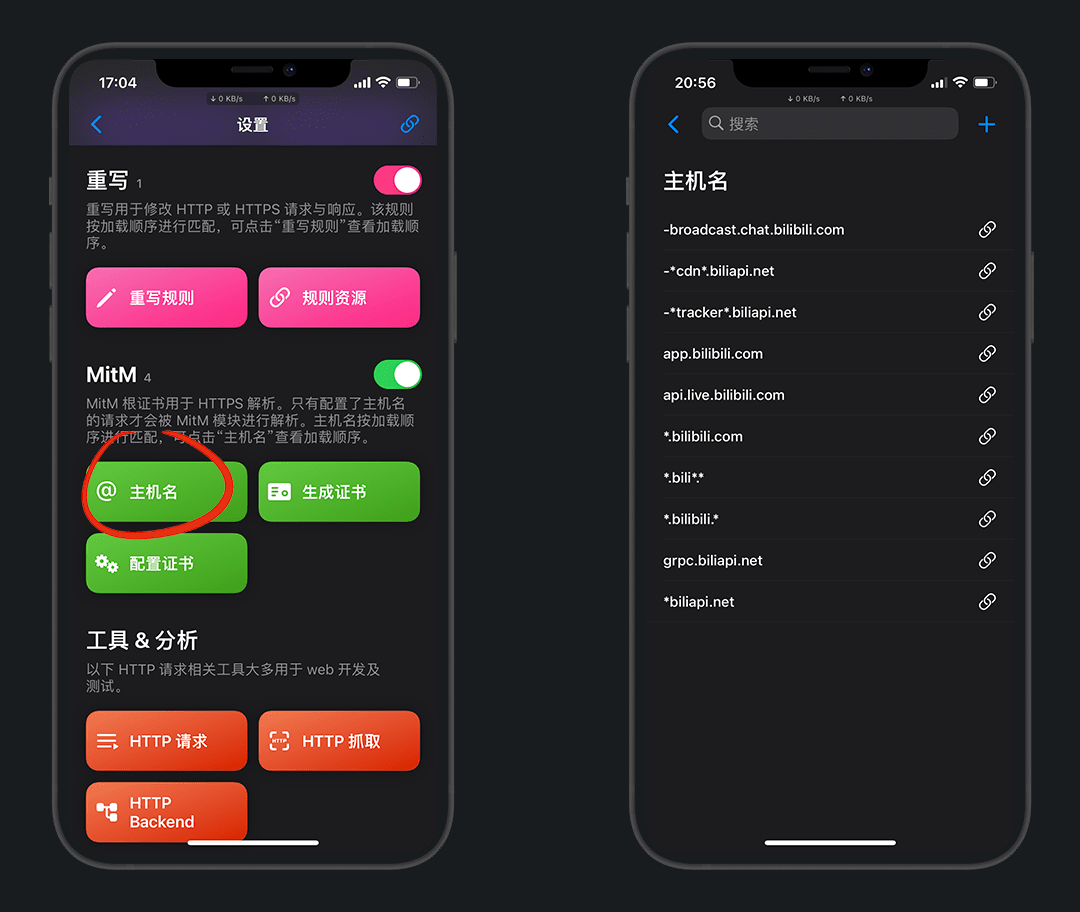 17:04
↓ 0 KB/s ↑ 0 KB/s
设置
重写 1
重写用于修改 HTTP 或 HTTPS 请求与响应。该规则
按加载顺序进行匹配，可点击“重写规则”查看加载顺
序。
重写规则
规则资源
MitM 4
MitM 根证书用于 HTTPS 解析。只有配置了主机名
的请求才会被 MitM 模块进行解析。主机名按加载顺
序进行匹配，可点击“主机名”查看加载顺序。
@ 主机名
生成证书
配置证书
工具 & 分析
以下 HTTP 请求相关工具大多用于 web 开发及
测试。
HTTP 请求
HTTP HTTP 抓取
HTTP
Backend
20:56
↓ 0 KB/s ↑ 0 KB/s
搜索
主机名
-broadcast.chat.bilibili.com
-*cdn*.biliapi.net
-*tracker*.biliapi.net
app.bilibili.com
api.live.bilibili.com
*.bilibili.com
*.bili*.*
*.bilibili.*
grpc.biliapi.net
*biliapi.net